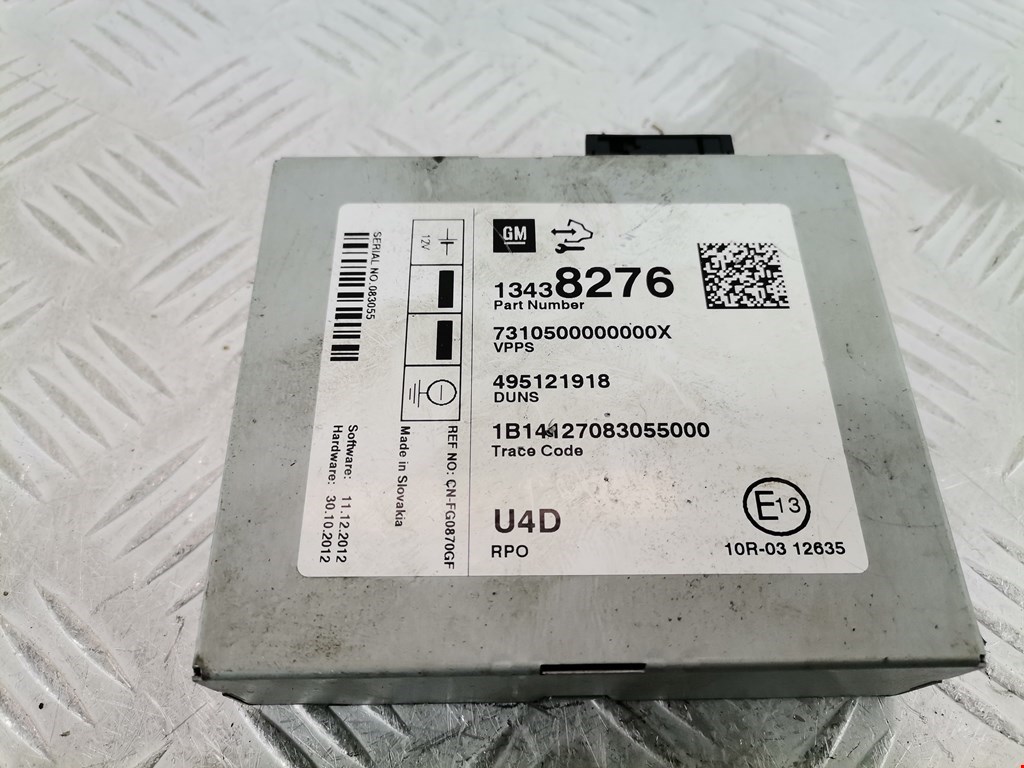 GM
13438276
Part Number
7310500000000X
VPPS
495121918
DUNS
1B14127083055000
Trace Code
U4D
RPO
E13
10R-03 12635
12V
SERIAL NO.083055
REF NO: CN-FG0870GF
Made in Slovakia
Software: 11.12.2012
Hardware: 30.10.2012